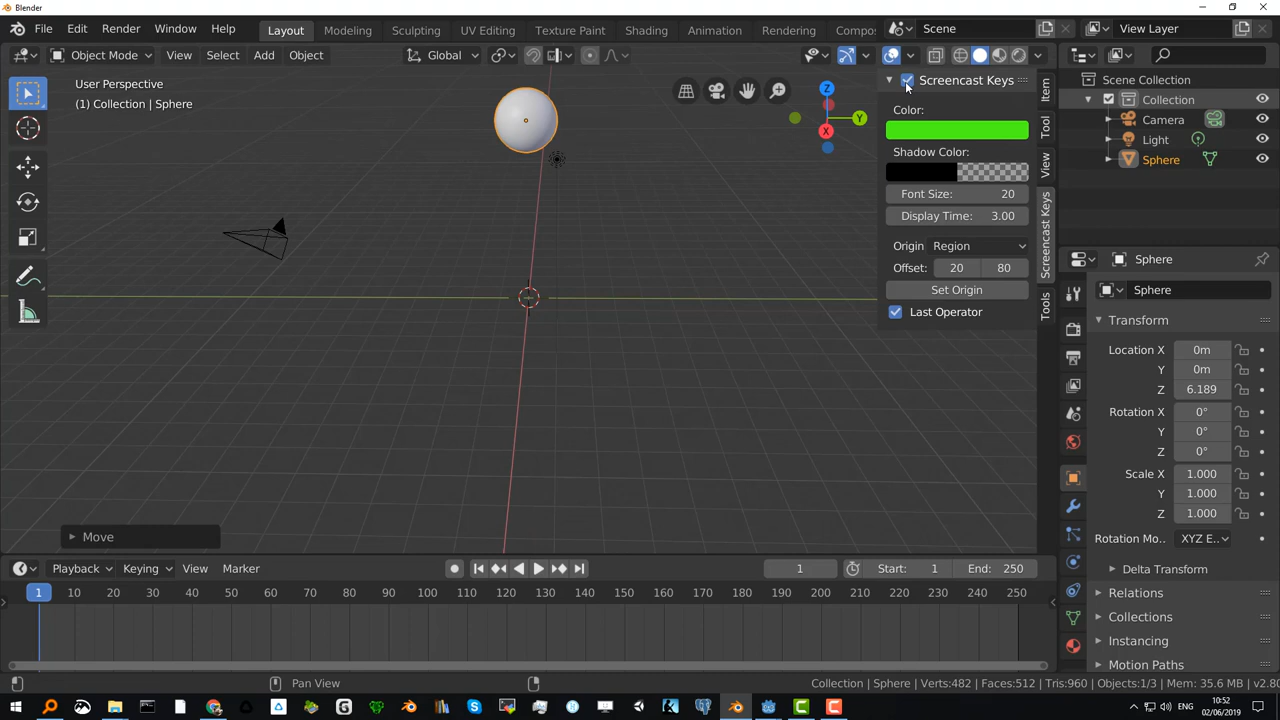 Blender
File Edit Render Window Help Layout Modeling Sculpting UV Editing Texture Paint Shading Animation Rendering Compo Scene View Layer
Object Mode View Select Add Object Global
User Perspective
(1) Collection | Sphere
Z
Y
X
Screencast Keys
Color:
Shadow Color:
Font Size: 20
Display Time: 3.00
Origin Region
Offset: 20 80
Set Origin
Last Operator
Item
Tool
View
Screencast Keys
Tools
Scene Collection
Collection
Camera
Light
Sphere
Sphere
Sphere
Transform
Location X 0m
Y 0m
Z 6.189
Rotation X 0°
Y 0°
Z 0°
Scale X 1.000
Y 1.000
Z 1.000
Rotation Mo.. XYZ E..
Delta Transform
Relations
Collections
Instancing
Motion Paths
Move
Playback Keying View Marker 1 Start: 1 End: 250
1 10 20 30 40 50 60 70 80 90 100 110 120 130 140 150 160 170 180 190 200 210 220 230 240 250
Pan View
Collection | Sphere | Verts:482 | Faces:512 | Tris:960 | Objects:1/3 | Mem: 35.6 MB | v2.80
10:52
02/06/2019